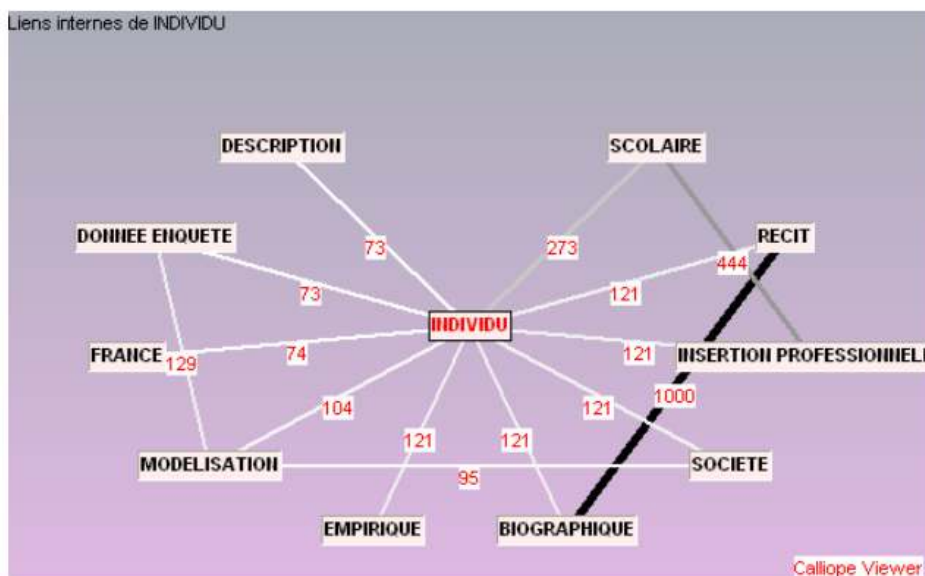 Liens internes de INDIVIDU
DESCRIPTION
SCOLAIRE
DONNEE ENQUETE
RECIT
73
273
444
73
121
INDIVIDU
FRANCE
129
74
121
INSERTION PROFESSIONNELL
104
1000
121
121
121
MODELISATION
95
SOCIETE
EMPIRIQUE
BIOGRAPHIQUE
Calliope Viewer